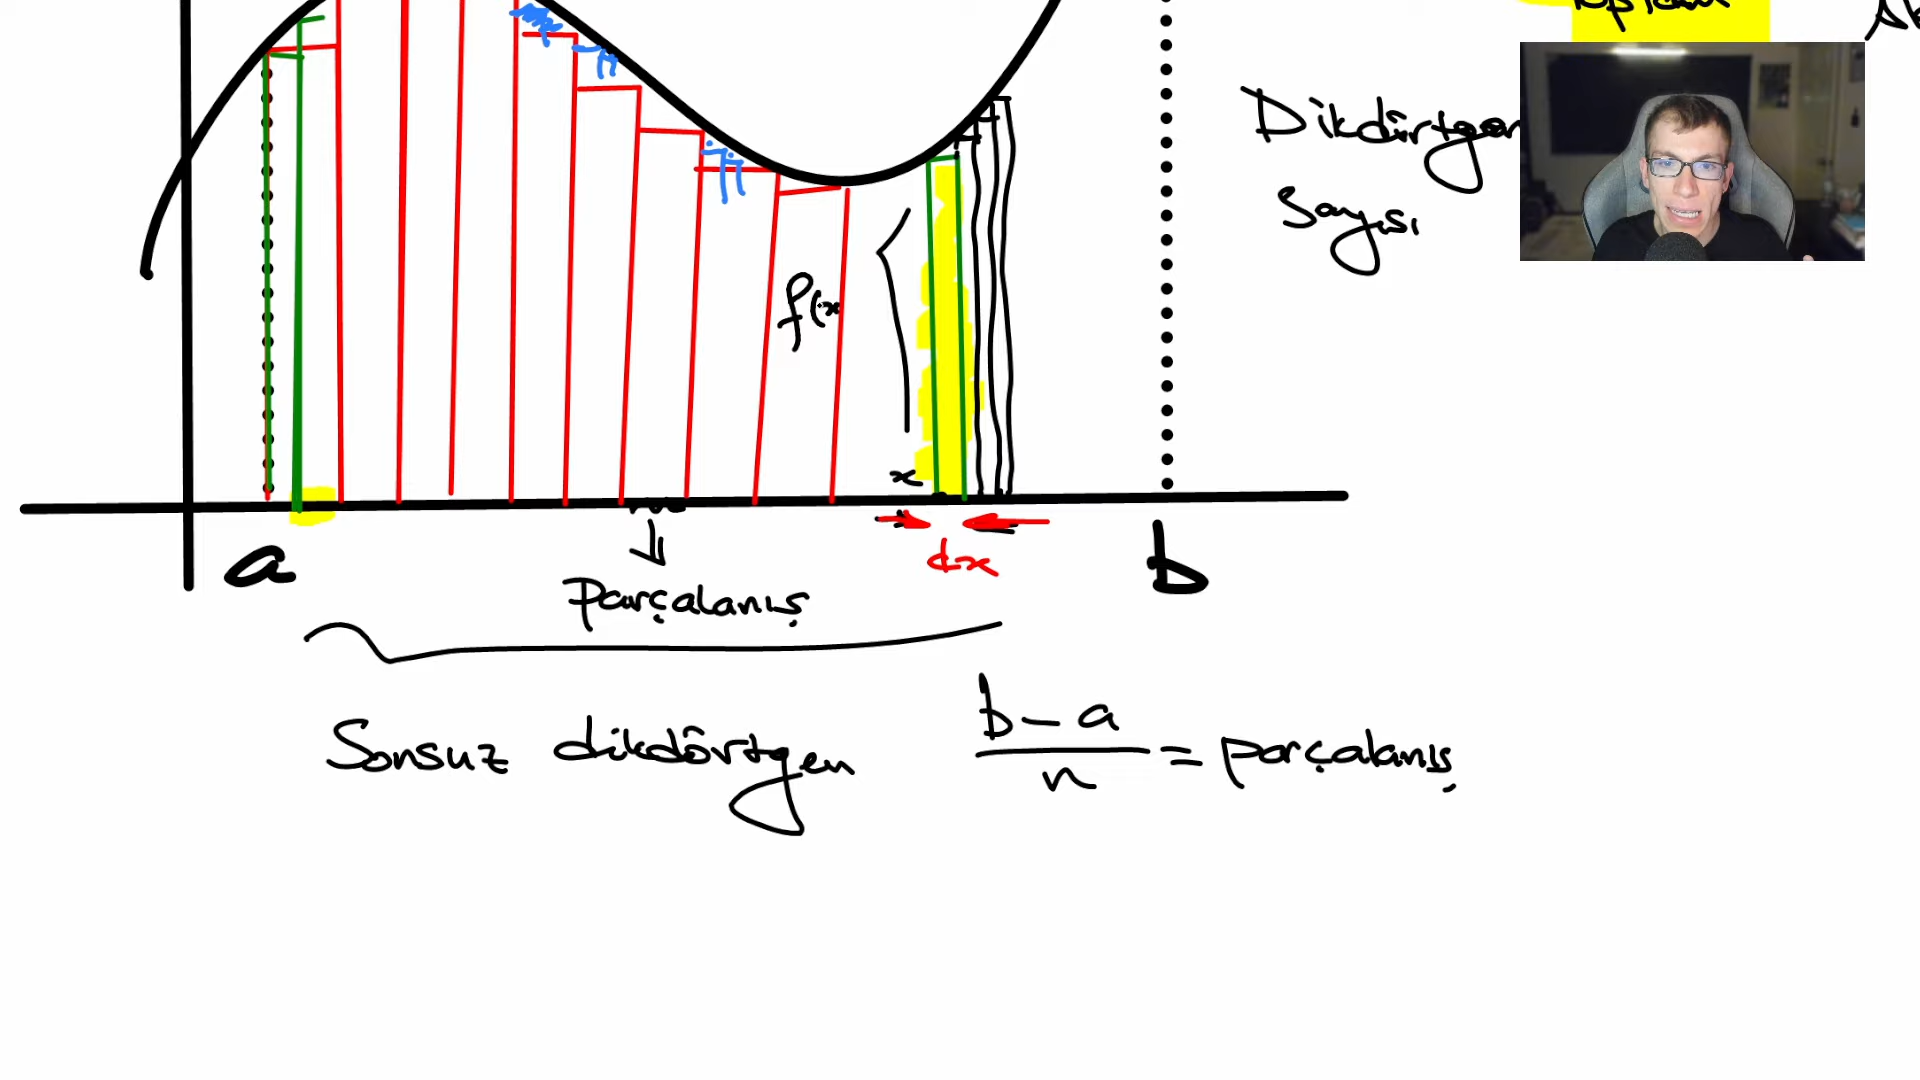 Dikdörtgen
Sayısı
f(x
x
dx
a
b
Parçalanış
Sonsuz dikdörtgen
b - a
n
= parçalanış